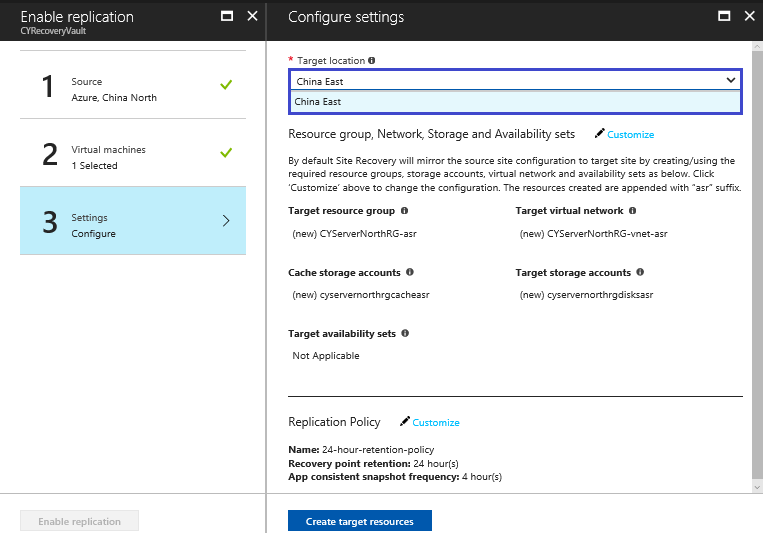 Enable replication
CYRecoveryVault
1
Source
Azure, China North
2
Virtual machines
1 Selected
3
Settings
Configure
Enable replication
Configure settings
* Target location
China East
China East
Resource group, Network, Storage and Availability sets Customize
By default Site Recovery will mirror the source site configuration to target site by creating/using the
required resource groups, storage accounts, virtual network and availability sets as below. Click
'Customize' above to change the configuration. The resources created are appended with "asr" suffix.
Target resource group Target virtual network
(new) CYServerNorthRG-asr (new) CYServerNorthRG-vnet-asr
Cache storage accounts Target storage accounts
(new) cyservernorthrgcacheasr (new) cyservernorthrgdisksasr
Target availability sets
Not Applicable
Replication Policy Customize
Name: 24-hour-retention-policy
Recovery point retention: 24 hour(s)
App consistent snapshot frequency: 4 hour(s)
Create target resources